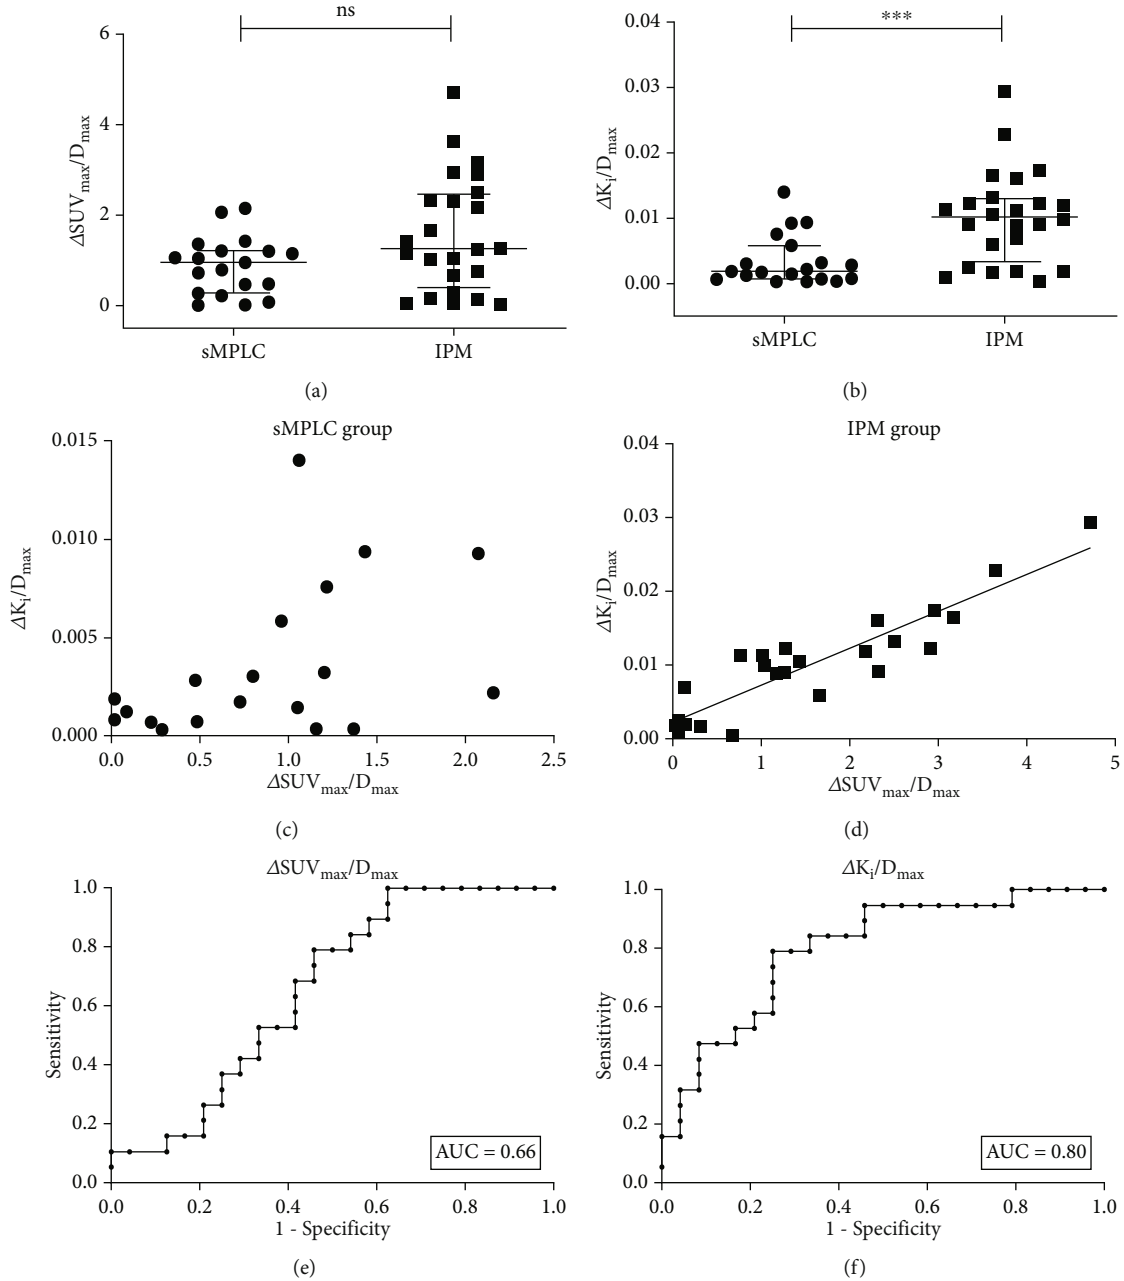 ns
6
4
2
0
ΔSUVmax/Dmax
sMPLC IPM
(a)
***
0.04
0.03
0.02
0.01
0.00
ΔKi/Dmax
sMPLC IPM
(b)
sMPLC group
0.015
0.010
0.005
0.000
ΔKi/Dmax
0.0 0.5 1.0 1.5 2.0 2.5
ΔSUVmax/Dmax
(c)
IPM group
0.04
0.03
0.02
0.01
0.00
ΔKi/Dmax
0 1 2 3 4 5
ΔSUVmax/Dmax
(d)
ΔSUVmax/Dmax
1.0
0.8
0.6
0.4
0.2
0.0
Sensitivity
AUC = 0.66
0.0 0.2 0.4 0.6 0.8 1.0
1 - Specificity
(e)
ΔKi/Dmax
1.0
0.8
0.6
0.4
0.2
0.0
Sensitivity
AUC = 0.80
0.0 0.2 0.4 0.6 0.8 1.0
1 - Specificity
(f)